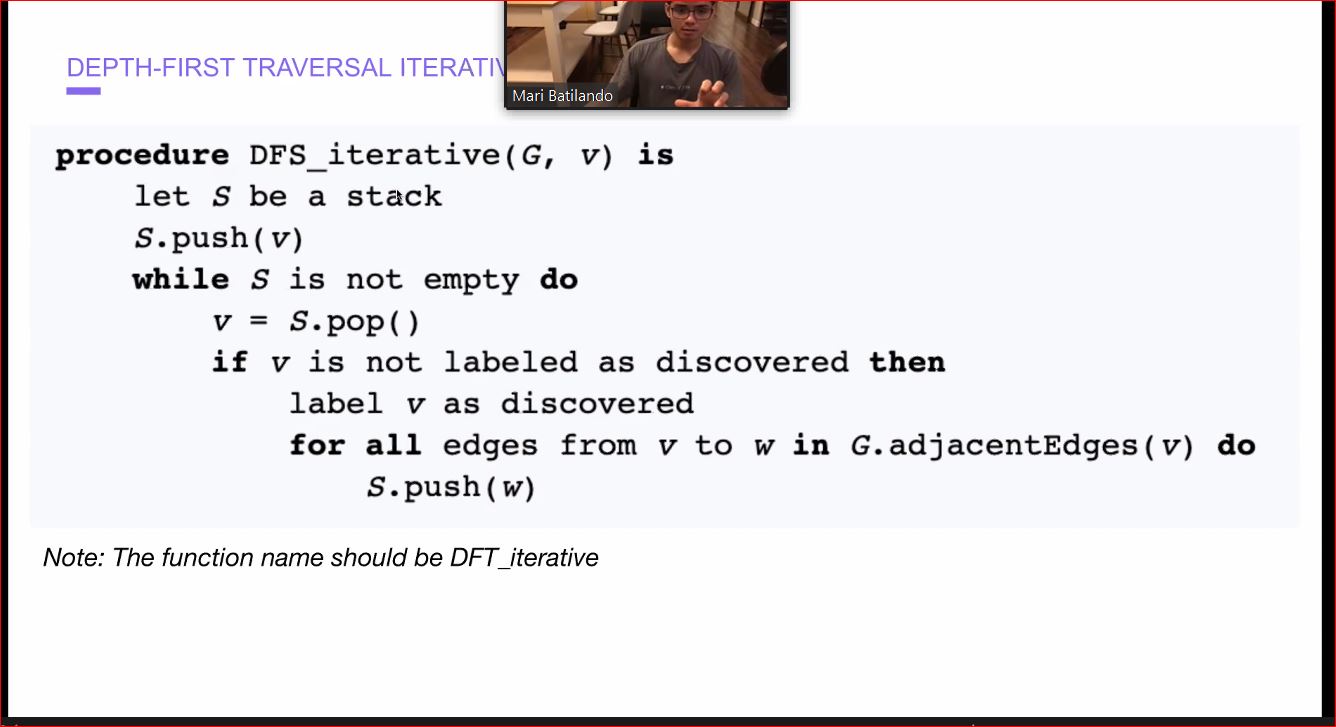 DEPTH-FIRST TRAVERSAL
Mari Batilando
procedure DFS_iterative(G, v) is
let S be a stack
S.push(v)
while S is not empty do
v = S.pop()
if v is not labeled as discovered then
label v as discovered
for all edges from v to w in G.adjacentEdges(v) do
S.push(w)
Note: The function name should be DFT_iterative